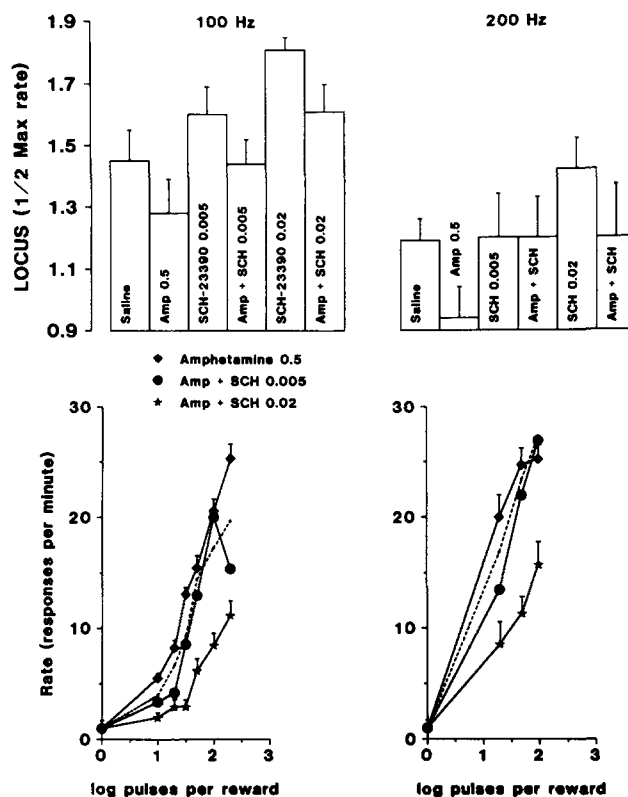 100 Hz
200 Hz
LOCUS (1/2 Max rate)
1.9
1.7
1.5
1.3
1.1
0.9
Saline
Amp 0.5
SCH-23390 0.005
Amp + SCH 0.005
SCH-23390 0.02
Amp + SCH 0.02
Saline
Amp 0.5
SCH 0.005
Amp + SCH
SCH 0.02
Amp + SCH
Amphetamine 0.5
Amp + SCH 0.005
Amp + SCH 0.02
Rate (responses per minute)
30
20
10
0
0 1 2 3
log pulses per reward
30
20
10
0
0 1 2 3
log pulses per reward